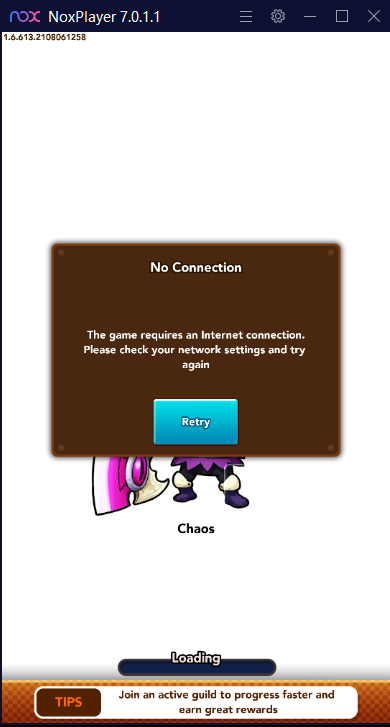 nox NoxPlayer 7.0.1.1
1.6.613.2108061258
No Connection
The game requires an Internet connection.
Please check your network settings and try
again
Retry
Chaos
Loading
TIPS
Join an active guild to progress faster and
earn great rewards